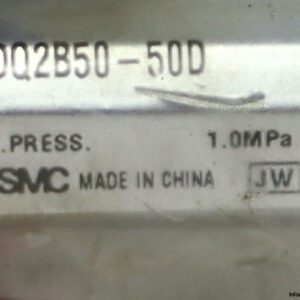 DQ2B50-50D
.PRESS. 1.0MPa
SMC MADE IN CHINA JW